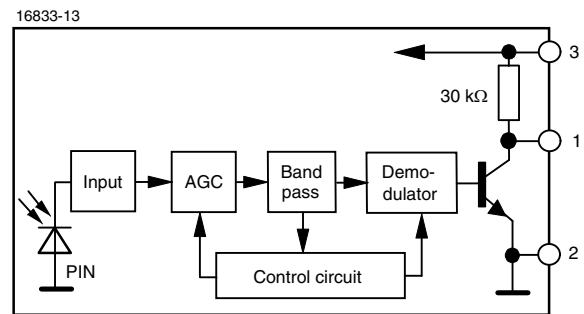 16833-13
3
30 kΩ
1
Input
AGC
Band
pass
Demo-
dulator
2
PIN
Control circuit